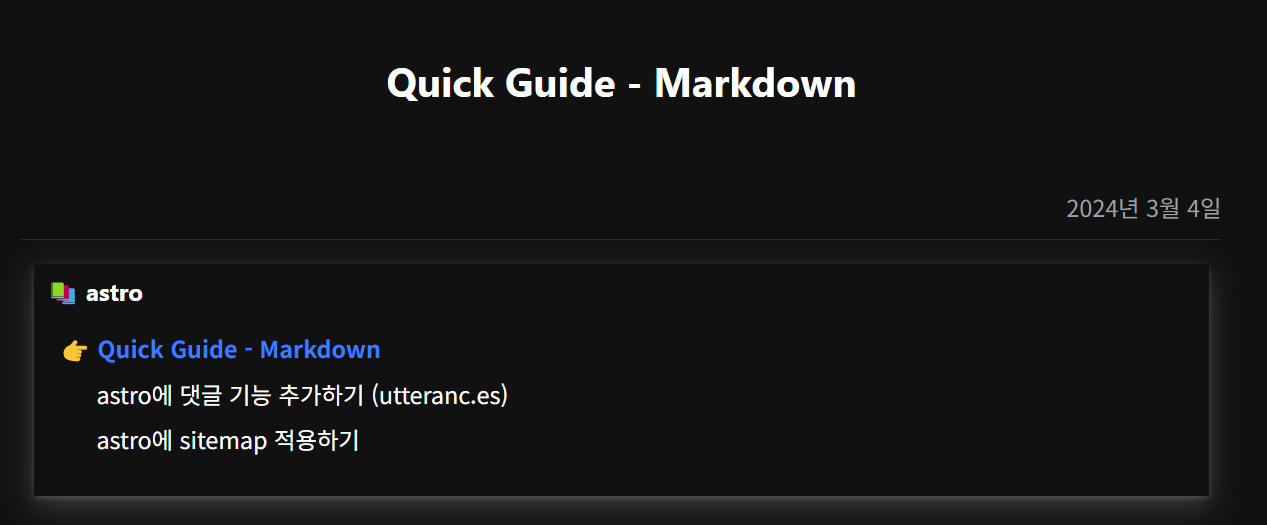 Quick Guide - Markdown
2024년 3월 4일
📚 astro
👉 Quick Guide - Markdown
astro에 댓글 기능 추가하기 (utteranc.es)
astro에 sitemap 적용하기